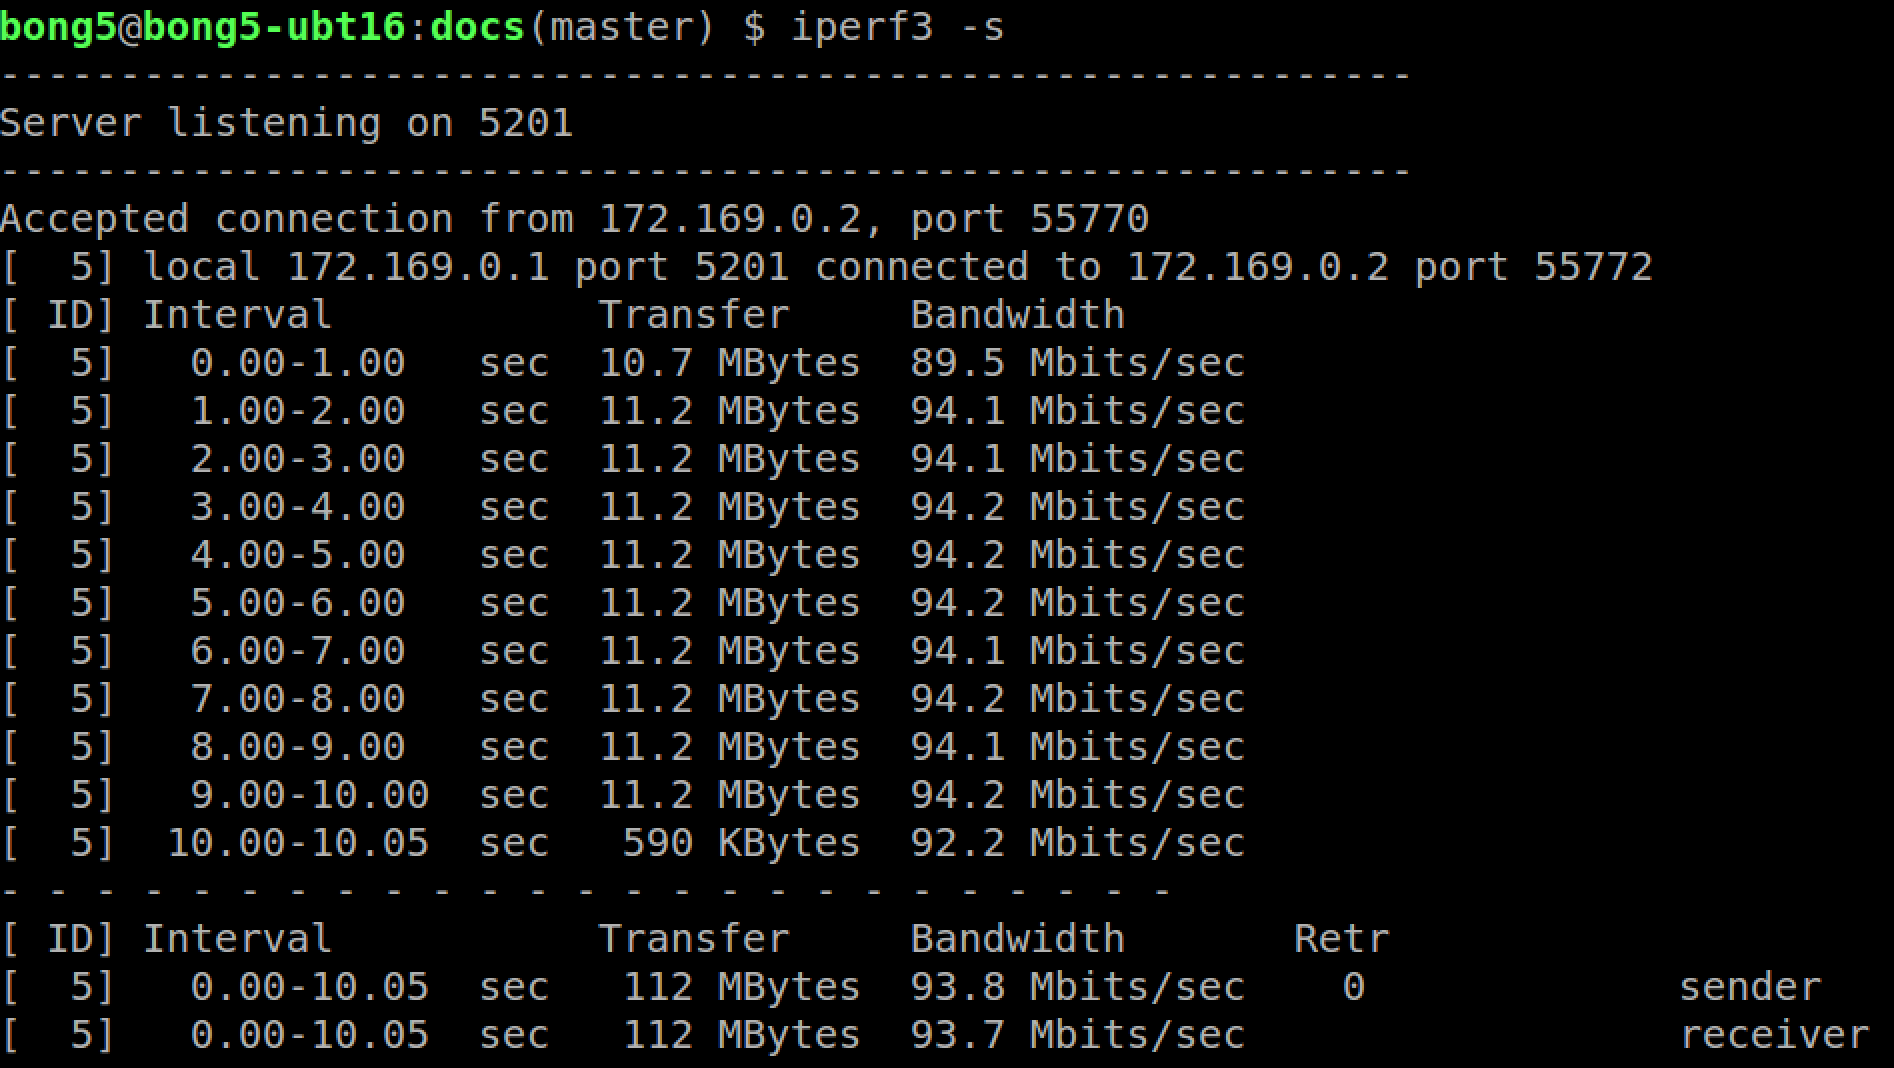 bong5@bong5-ubt16:docs(master) $ iperf3 -s
-----------------------------------------------------------
Server listening on 5201
-----------------------------------------------------------
Accepted connection from 172.169.0.2, port 55770
[  5] local 172.169.0.1 port 5201 connected to 172.169.0.2 port 55772
[ ID] Interval           Transfer     Bandwidth
[  5]   0.00-1.00   sec  10.7 MBytes  89.5 Mbits/sec
[  5]   1.00-2.00   sec  11.2 MBytes  94.1 Mbits/sec
[  5]   2.00-3.00   sec  11.2 MBytes  94.1 Mbits/sec
[  5]   3.00-4.00   sec  11.2 MBytes  94.2 Mbits/sec
[  5]   4.00-5.00   sec  11.2 MBytes  94.2 Mbits/sec
[  5]   5.00-6.00   sec  11.2 MBytes  94.2 Mbits/sec
[  5]   6.00-7.00   sec  11.2 MBytes  94.1 Mbits/sec
[  5]   7.00-8.00   sec  11.2 MBytes  94.2 Mbits/sec
[  5]   8.00-9.00   sec  11.2 MBytes  94.1 Mbits/sec
[  5]   9.00-10.00  sec  11.2 MBytes  94.2 Mbits/sec
[  5]  10.00-10.05  sec   590 KBytes  92.2 Mbits/sec
- - - - - - - - - - - - - - - - - - - - - - - - -
[ ID] Interval           Transfer     Bandwidth       Retr
[  5]   0.00-10.05  sec   112 MBytes  93.8 Mbits/sec    0             sender
[  5]   0.00-10.05  sec   112 MBytes  93.7 Mbits/sec                  receiver